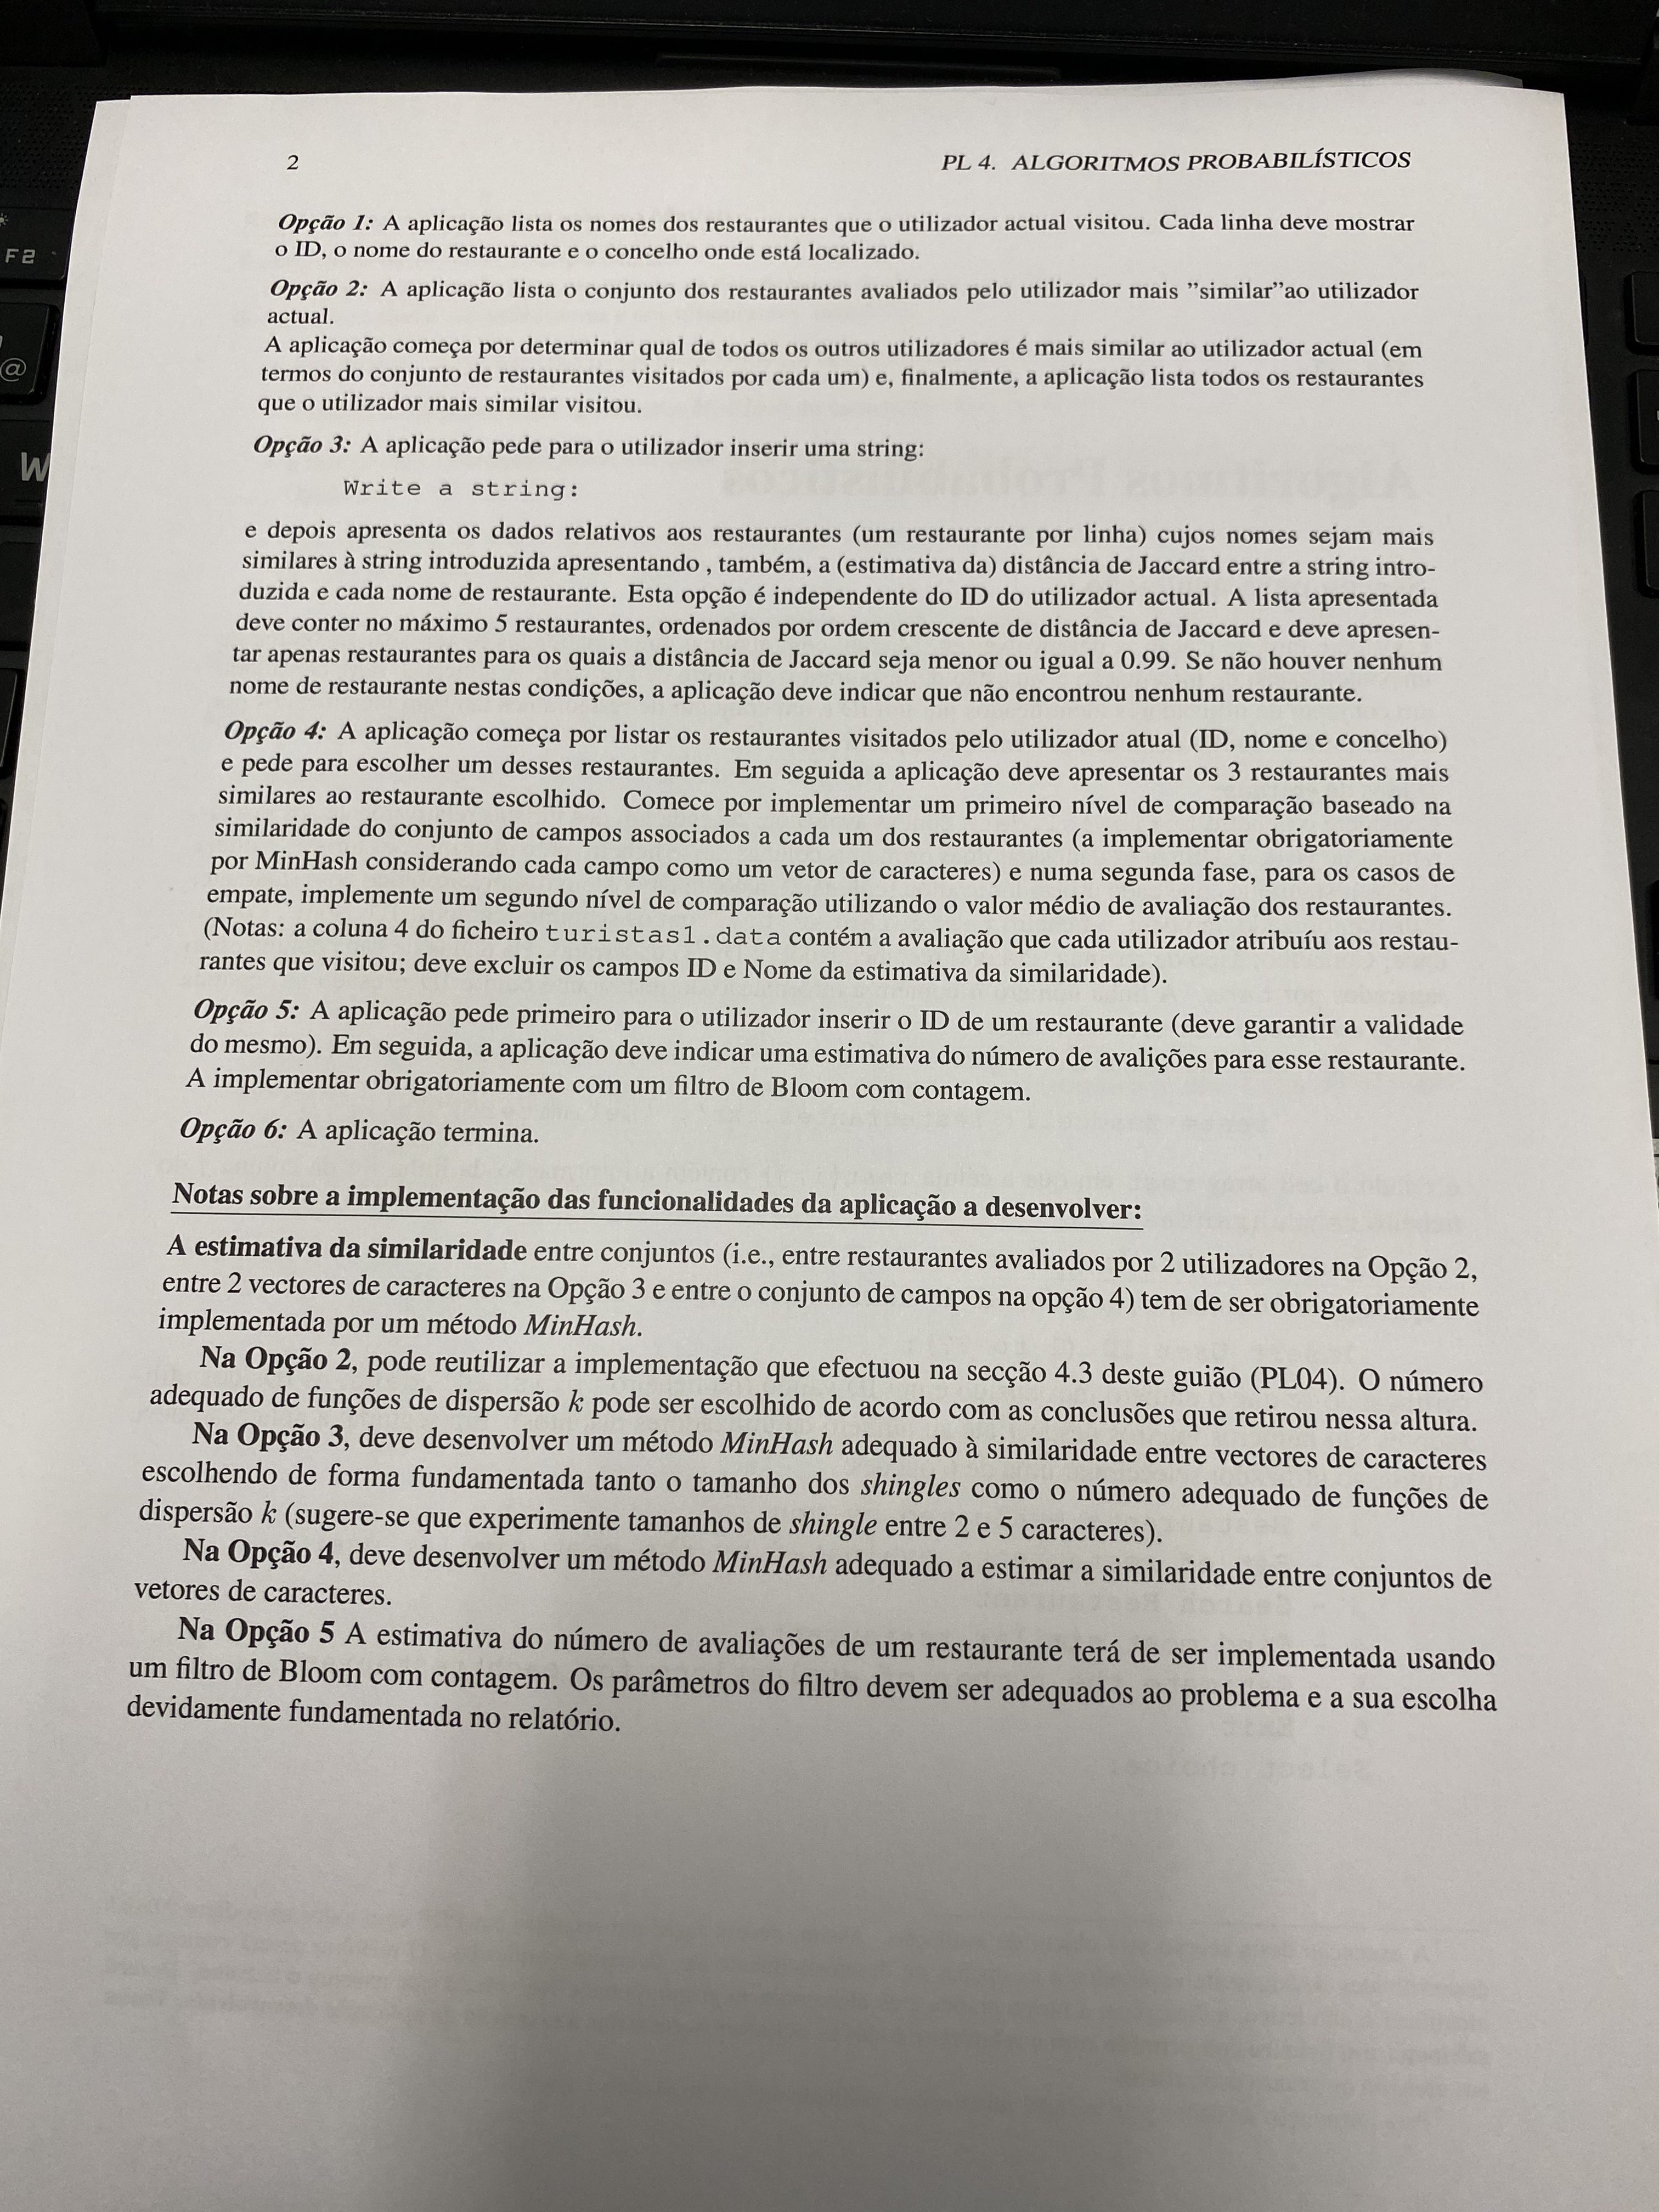 2 PL 4. ALGORITMOS PROBABILÍSTICOS
Opção 1: A aplicação lista os nomes dos restaurantes que o utilizador actual visitou. Cada linha deve mostrar
o ID, o nome do restaurante e o concelho onde está localizado.
Opção 2: A aplicação lista o conjunto dos restaurantes avaliados pelo utilizador mais ”similar”ao utilizador
actual.
A aplicação começa por determinar qual de todos os outros utilizadores é mais similar ao utilizador actual (em
termos do conjunto de restaurantes visitados por cada um) e, finalmente, a aplicação lista todos os restaurantes
que o utilizador mais similar visitou.
Opção 3: A aplicação pede para o utilizador inserir uma string:
Write a string:
e depois apresenta os dados relativos aos restaurantes (um restaurante por linha) cujos nomes sejam mais
similares à string introduzida apresentando , também, a (estimativa da) distância de Jaccard entre a string intro-
duzida e cada nome de restaurante. Esta opção é independente do ID do utilizador actual. A lista apresentada
deve conter no máximo 5 restaurantes, ordenados por ordem crescente de distância de Jaccard e deve apresen-
tar apenas restaurantes para os quais a distância de Jaccard seja menor ou igual a 0.99. Se não houver nenhum
nome de restaurante nestas condições, a aplicação deve indicar que não encontrou nenhum restaurante.
Opção 4: A aplicação começa por listar os restaurantes visitados pelo utilizador atual (ID, nome e concelho)
e pede para escolher um desses restaurantes. Em seguida a aplicação deve apresentar os 3 restaurantes mais
similares ao restaurante escolhido. Comece por implementar um primeiro nível de comparação baseado na
similaridade do conjunto de campos associados a cada um dos restaurantes (a implementar obrigatoriamente
por MinHash considerando cada campo como um vetor de caracteres) e numa segunda fase, para os casos de
empate, implemente um segundo nível de comparação utilizando o valor médio de avaliação dos restaurantes.
(Notas: a coluna 4 do ficheiro turistas1.data contém a avaliação que cada utilizador atribuíu aos restau-
rantes que visitou; deve excluir os campos ID e Nome da estimativa da similaridade).
Opção 5: A aplicação pede primeiro para o utilizador inserir o ID de um restaurante (deve garantir a validade
do mesmo). Em seguida, a aplicação deve indicar uma estimativa do número de avalições para esse restaurante.
A implementar obrigatoriamente com um filtro de Bloom com contagem.
Opção 6: A aplicação termina.
Notas sobre a implementação das funcionalidades da aplicação a desenvolver:
A estimativa da similaridade entre conjuntos (i.e., entre restaurantes avaliados por 2 utilizadores na Opção 2,
entre 2 vectores de caracteres na Opção 3 e entre o conjunto de campos na opção 4) tem de ser obrigatoriamente
implementada por um método MinHash.
Na Opção 2, pode reutilizar a implementação que efectuou na secção 4.3 deste guião (PL04). O número
adequado de funções de dispersão k pode ser escolhido de acordo com as conclusões que retirou nessa altura.
Na Opção 3, deve desenvolver um método MinHash adequado à similaridade entre vectores de caracteres
escolhendo de forma fundamentada tanto o tamanho dos shingles como o número adequado de funções de
dispersão k (sugere-se que experimente tamanhos de shingle entre 2 e 5 caracteres).
Na Opção 4, deve desenvolver um método MinHash adequado a estimar a similaridade entre conjuntos de
vetores de caracteres.
Na Opção 5 A estimativa do número de avaliações de um restaurante terá de ser implementada usando
um filtro de Bloom com contagem. Os parâmetros do filtro devem ser adequados ao problema e a sua escolha
devidamente fundamentada no relatório.
F2
@
W